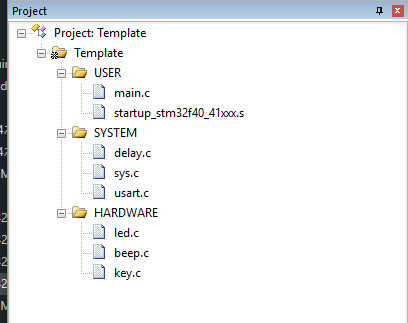 Project
Project: Template
Template
USER
main.c
startup_stm32f40_41xxx.s
SYSTEM
delay.c
sys.c
usart.c
HARDWARE
led.c
beep.c
key.c